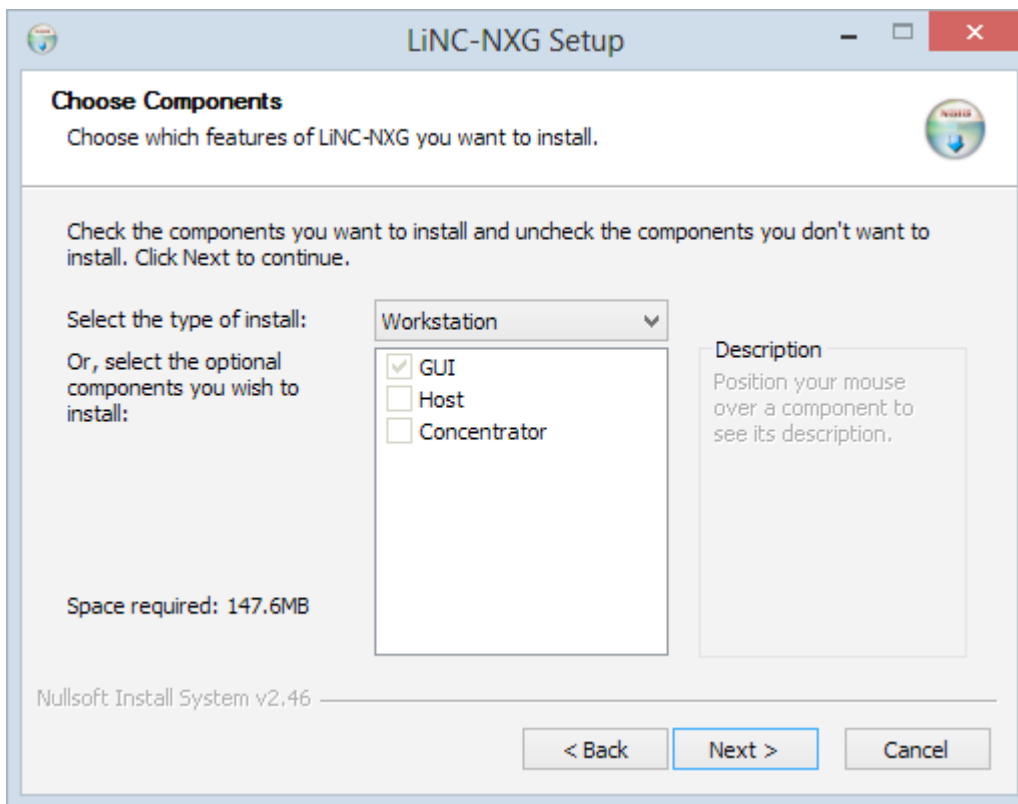 LiNC-NXG Setup
Choose Components
Choose which features of LiNC-NXG you want to install.
Check the components you want to install and uncheck the components you don't want to
install. Click Next to continue.
Select the type of install:
Workstation
Or, select the optional
components you wish to
install:
GUI
Host
Concentrator
Description
Position your mouse
over a component to
see its description.
Space required: 147.6MB
Nullsoft Install System v2.46
< Back
Next >
Cancel